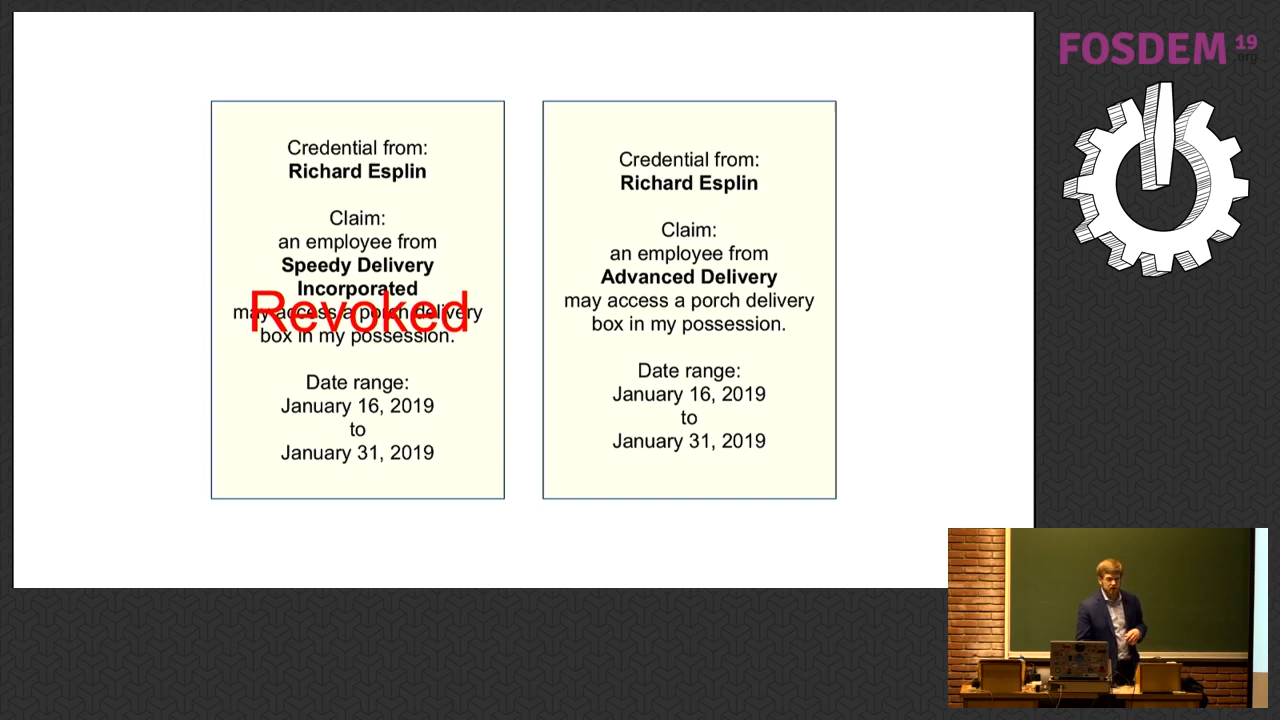 Credential from:
Richard Esplin
Claim:
an employee from
Speedy Delivery
Incorporated
may access a porch delivery
box in my possession.
Revoked
Date range:
January 16, 2019
to
January 31, 2019
Credential from:
Richard Esplin
Claim:
an employee from
Advanced Delivery
may access a porch delivery
box in my possession.
Date range:
January 16, 2019
to
January 31, 2019
FOSDEM 19
.org